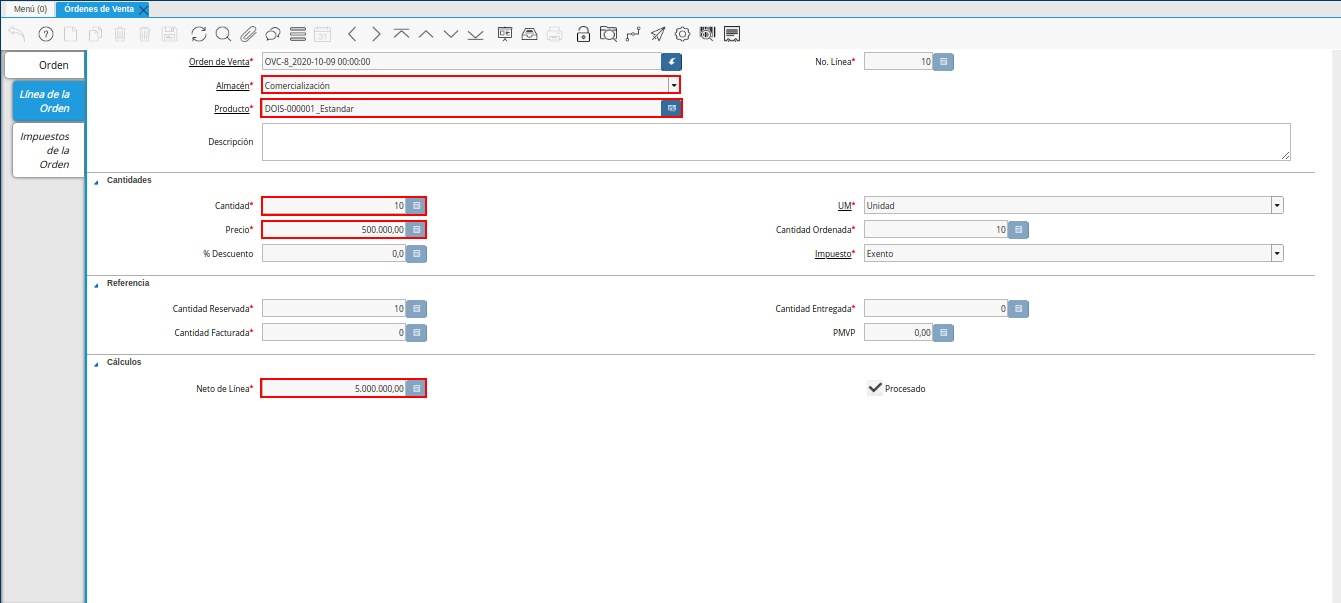 Menú (0) Órdenes de Venta
Orden
Línea de la
Orden
Impuestos
de la
Orden
Orden de Venta* OVC-8_2020-10-09 00:00:00 No. Línea* 10
Almacén* Comercialización
Producto* DOIS-000001_Estandar
Descripción
Cantidades
Cantidad* 10 UM* Unidad
Precio* 500.000,00 Cantidad Ordenada* 10
% Descuento 0,0 Impuesto* Exento
Referencia
Cantidad Reservada* 10 Cantidad Entregada* 0
Cantidad Facturada* 0 PMVP 0,00
Cálculos
Neto de Línea* 5.000.000,00 Procesado